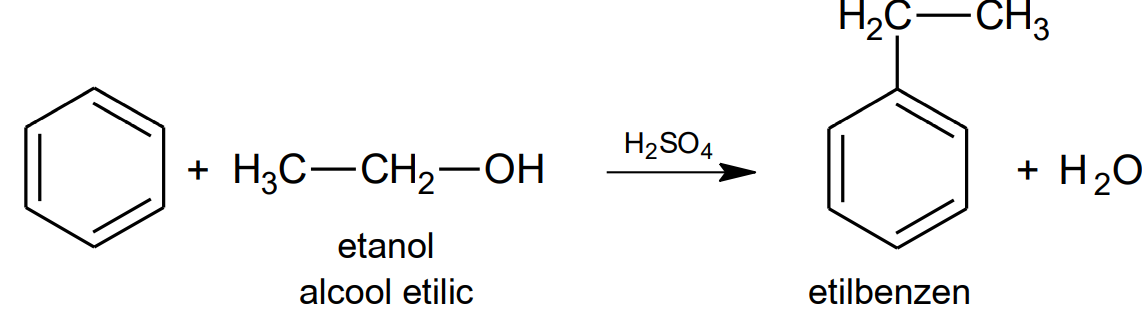 H₂C—CH₃
+ H₃C—CH₂—OH
H₂SO₄
+ H₂O
etanol
alcool etilic
etilbenzen